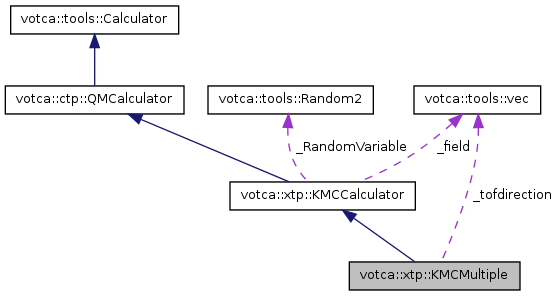 votca::tools::Calculator
votca::ctp::QMCalculator
votca::tools::Random2
votca::tools::vec
_RandomVariable
_field
votca::xtp::KMCCalculator
_tofdirection
votca::xtp::KMCMultiple